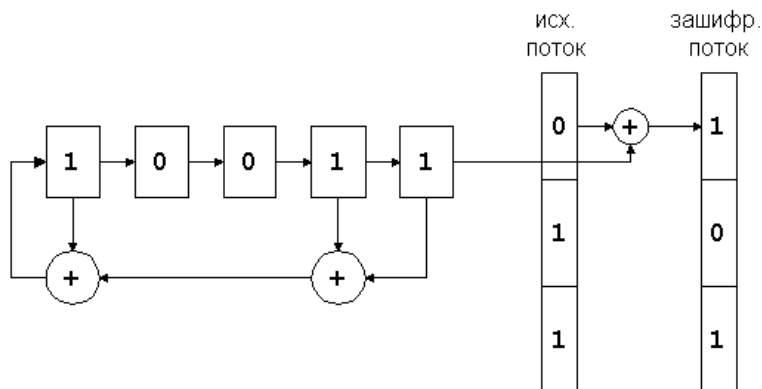 исх. поток
зашифр. поток
1 0 0 1 1
0 + 1
1 0
+ +
1 1